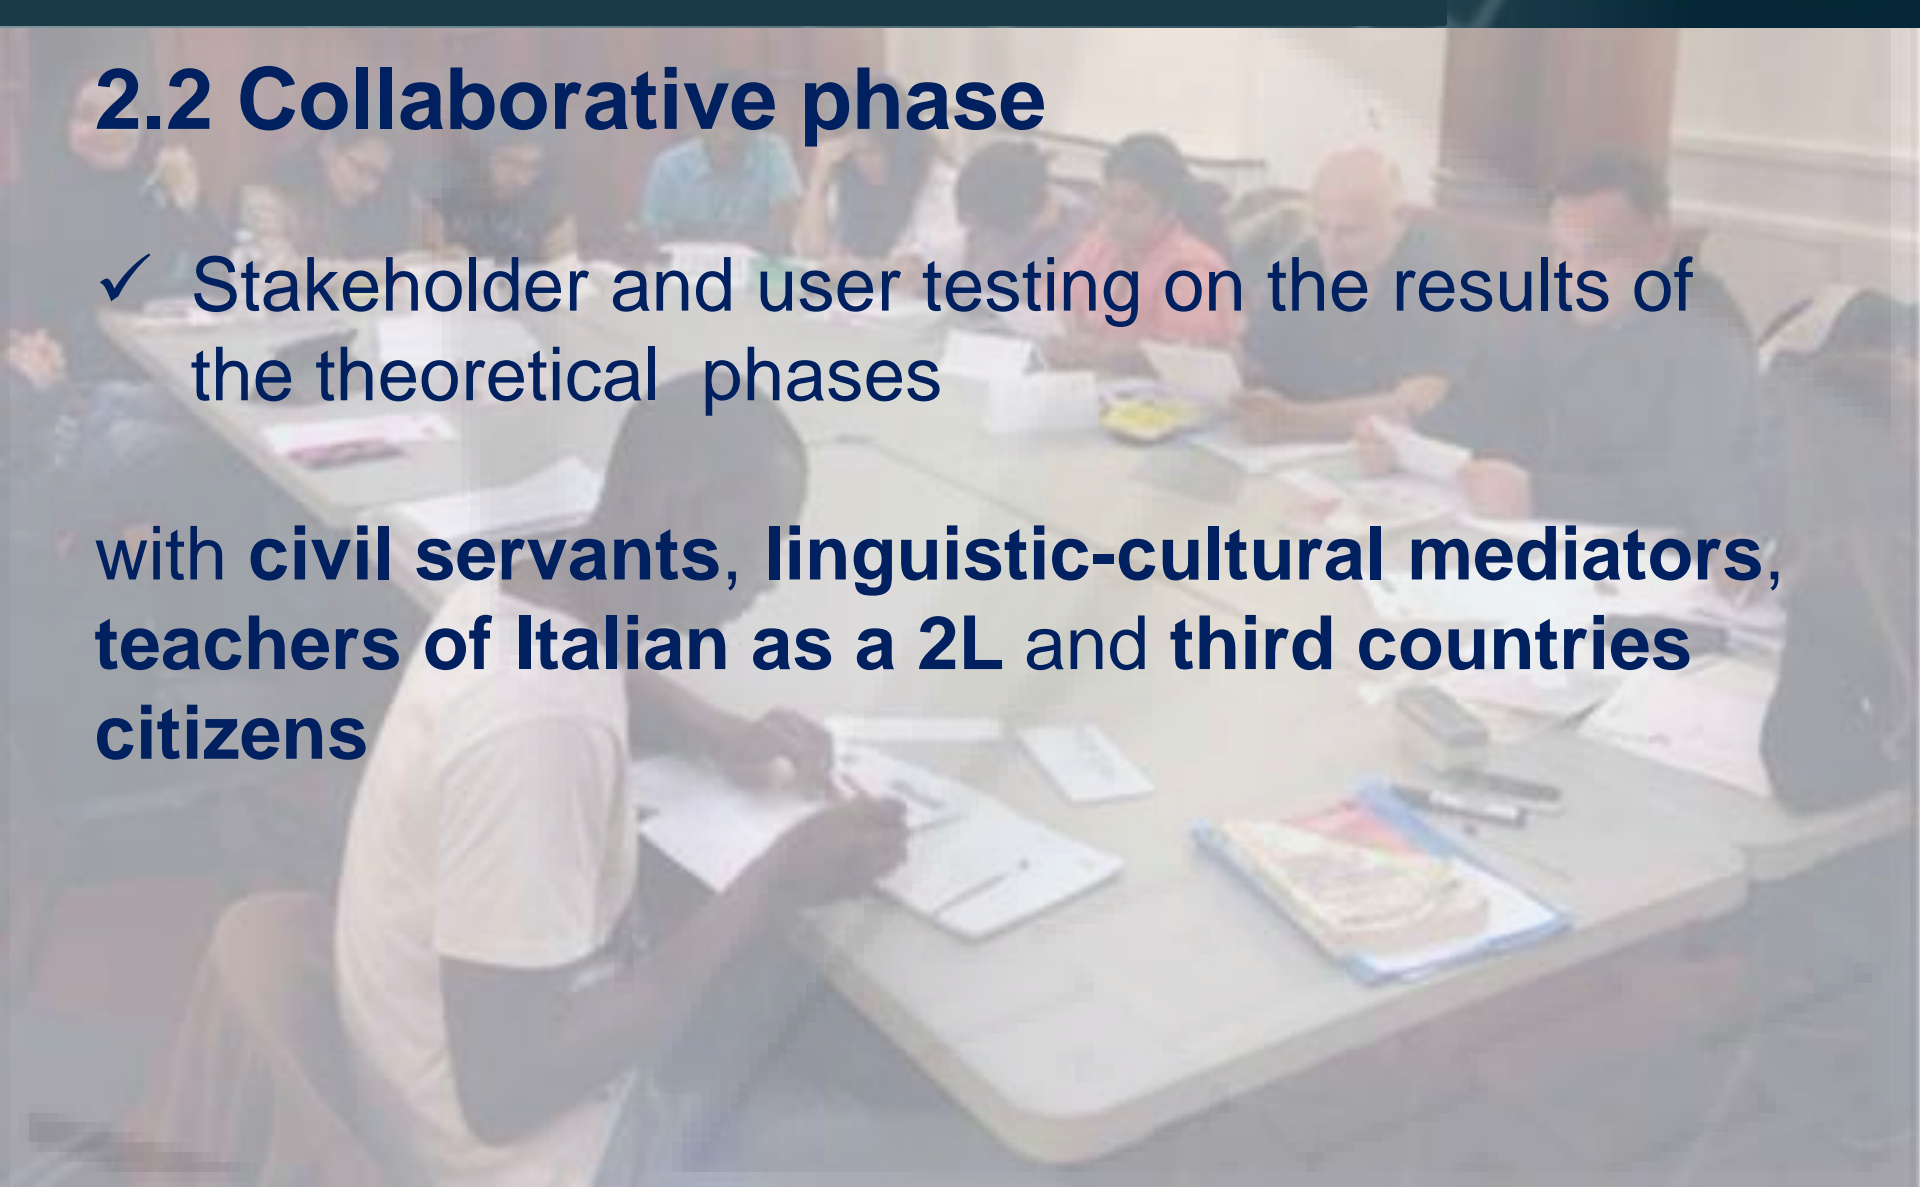 2.2 Collaborative phase
✓ Stakeholder and user testing on the results of
the theoretical  phases
with civil servants, linguistic-cultural mediators,
teachers of Italian as a 2L and third countries
citizens